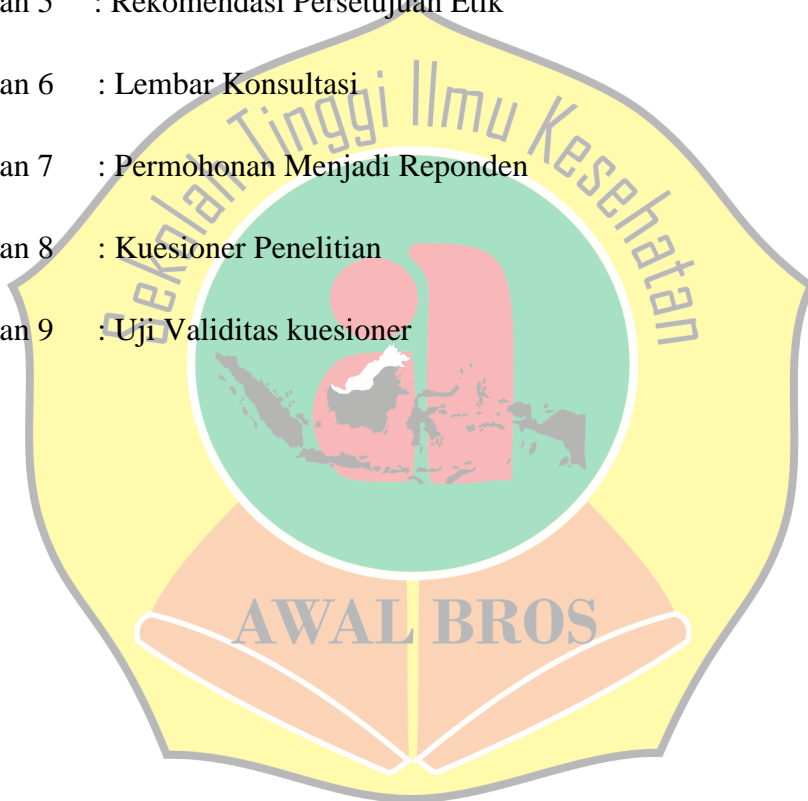 an 5 : Rekomendasi Persetujuan Etik
an 6 : Lembar Konsultasi
an 7 : Permohonan Menjadi Reponden
an 8 : Kuesioner Penelitian
an 9 : Uji Validitas kuesioner
Sekolah Tinggi Ilmu Kesehatan
AWAL BROS